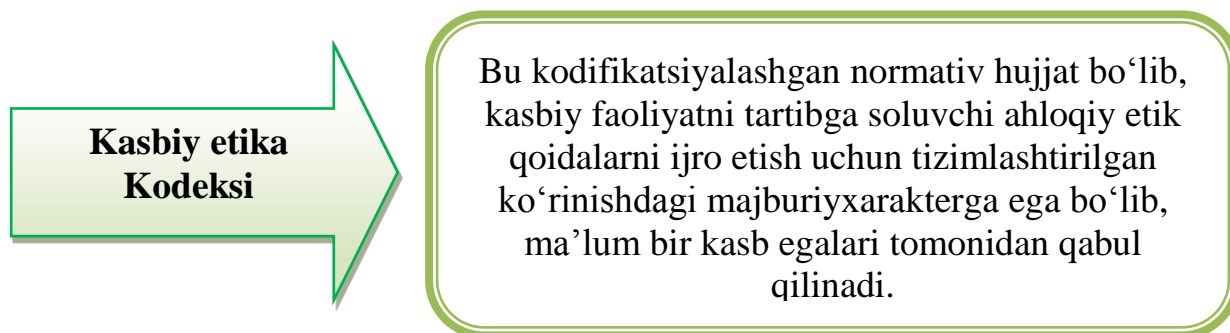 Kasbiy etika
Kodeksi
Bu kodifikatsiyalashgan normativ hujjat bo‘lib,
kasbiy faoliyatni tartibga soluvchi ahloqiy etik
qoidalarni ijro etish uchun tizimlashtirilgan
ko‘rinishdagi majburiyxarakterga ega bo‘lib,
ma’lum bir kasb egalari tomonidan qabul
qilinadi.